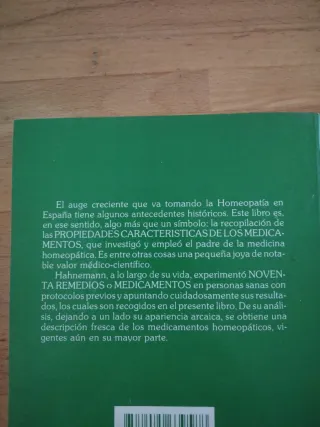 El auge creciente que va tomando la Homeopatía en
España tiene algunos antecedentes históricos. Este libro es,
en ese sentido, algo más que un símbolo: la recopilación de
las PROPIEDADES CARACTERISTICAS DE LOS MEDICA-
MENTOS, que investigó y empleó el padre de la medicina
homeopática. Es entre otras cosas una pequeña joya de nota-
ble valor médico-científico.
Hahnemann, a lo largo de su vida, experimentó NOVEN-
TA REMEDIOS o MEDICAMENTOS en personas sanas con
protocolos previos y apuntando cuidadosamente sus resulta-
dos, los cuales son recogidos en el presente libro. De su análi-
sis, dejando a un lado su apariencia arcaica, se obtiene una
descripción fresca de los medicamentos homeopáticos, vi-
gentes aún en su mayor parte.